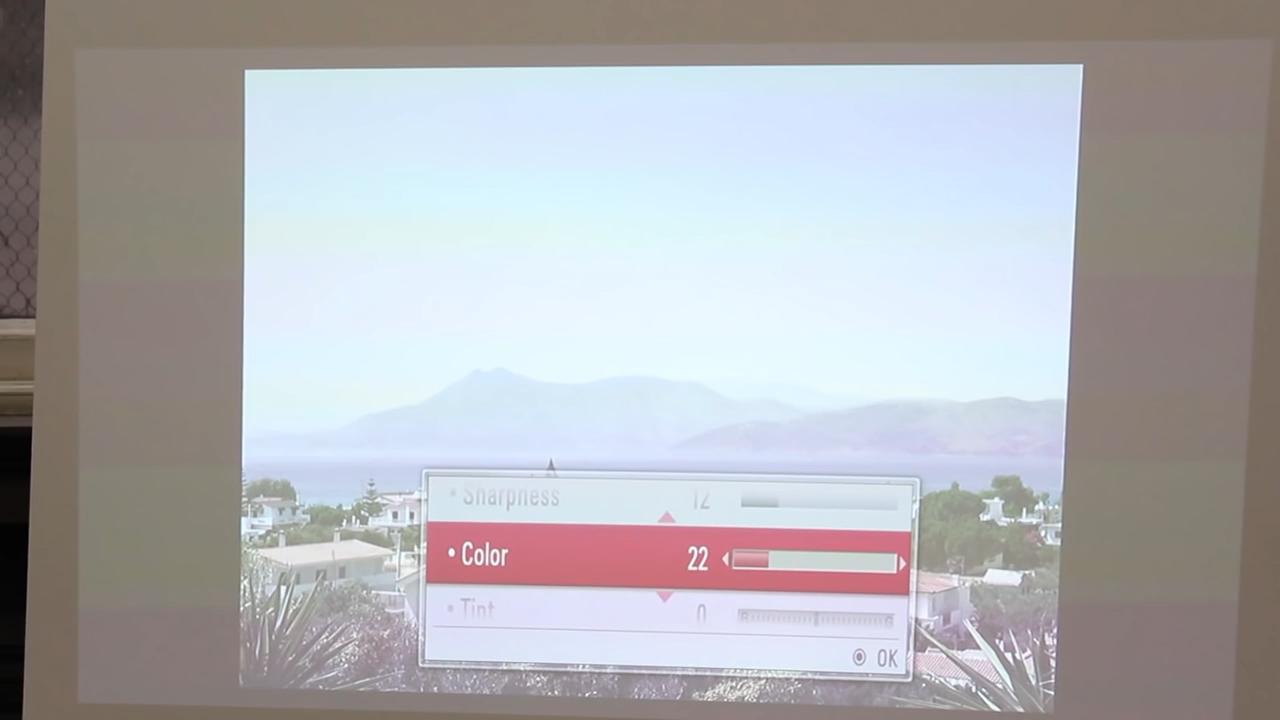 • Sharpness 12
• Color 22
• Tint 0
R G
OK